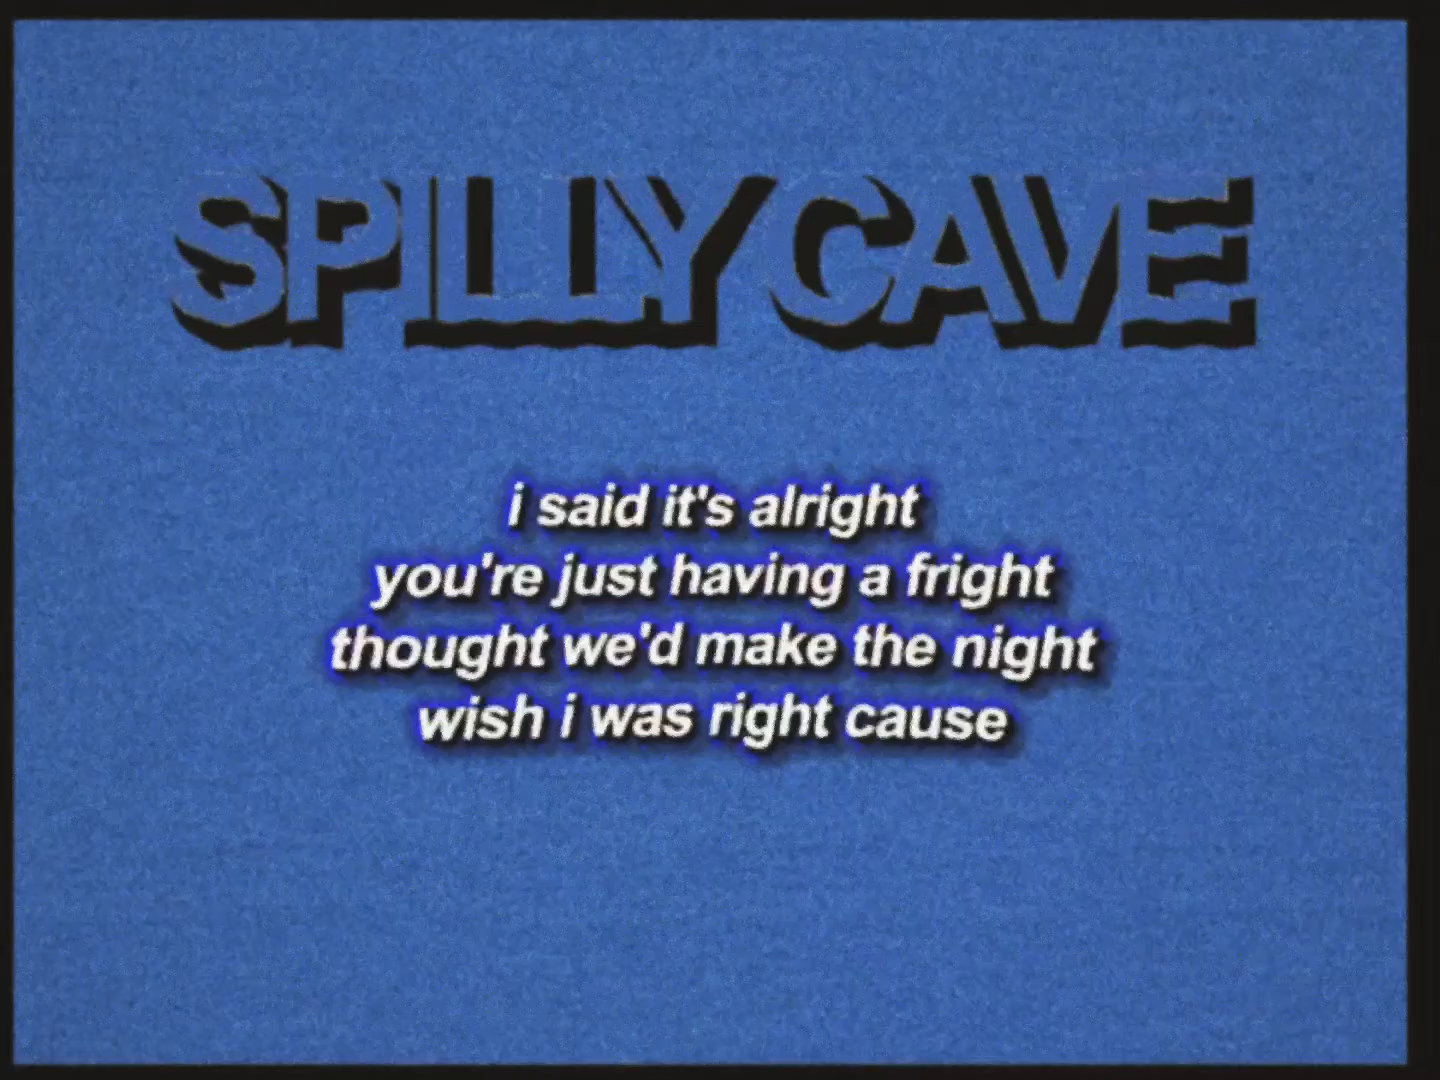 SPILLY CAVE
i said it's alright
you're just having a fright
thought we'd make the night
wish i was right cause